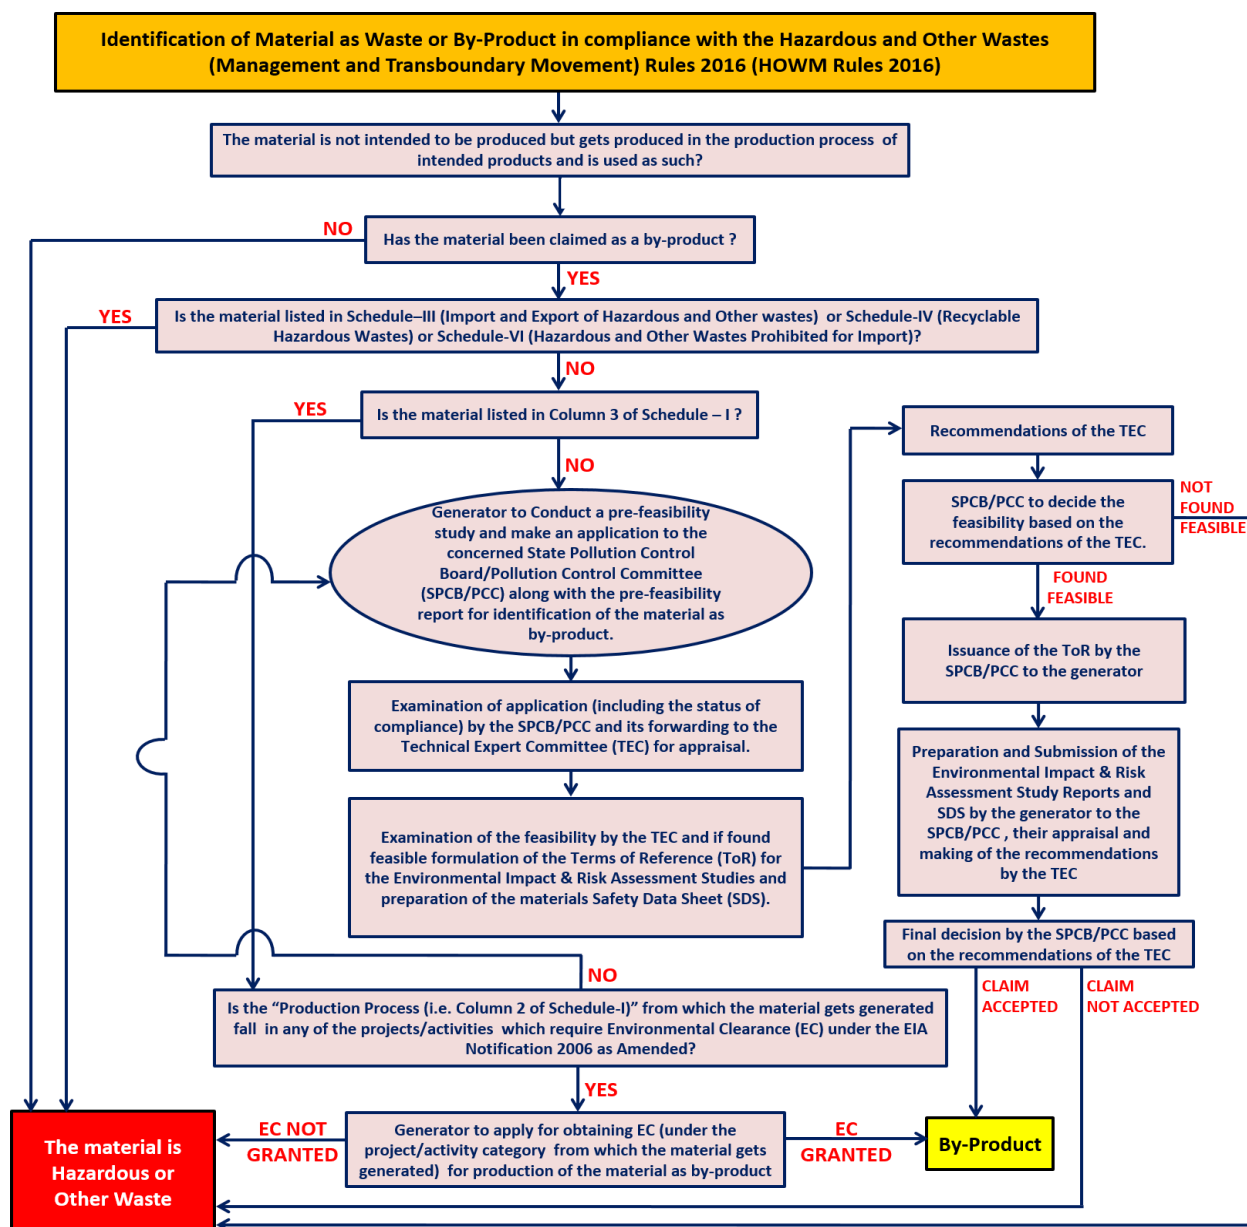 Identification of Material as Waste or By-Product in compliance with the Hazardous and Other Wastes
(Management and Transboundary Movement) Rules 2016 (HOWM Rules 2016)
The material is not intended to be produced but gets produced in the production process of
intended products and is used as such?
NO
Has the material been claimed as a by-product ?
YES
YES
Is the material listed in Schedule–III (Import and Export of Hazardous and Other wastes) or Schedule-IV (Recyclable
Hazardous Wastes) or Schedule-VI (Hazardous and Other Wastes Prohibited for Import)?
NO
YES
Is the material listed in Column 3 of Schedule – I ?
NO
Generator to Conduct a pre-feasibility
study and make an application to the
concerned State Pollution Control
Board/Pollution Control Committee
(SPCB/PCC) along with the pre-feasibility
report for identification of the material as
by-product.
Examination of application (including the status of
compliance) by the SPCB/PCC and its forwarding to the
Technical Expert Committee (TEC) for appraisal.
Examination of the feasibility by the TEC and if found
feasible formulation of the Terms of Reference (ToR) for
the Environmental Impact & Risk Assessment Studies and
preparation of the materials Safety Data Sheet (SDS).
Recommendations of the TEC
SPCB/PCC to decide the
feasibility based on the
recommendations of the TEC.
NOT
FOUND
FEASIBLE
FOUND
FEASIBLE
Issuance of the ToR by the
SPCB/PCC to the generator
Preparation and Submission of the
Environmental Impact & Risk
Assessment Study Reports and
SDS by the generator to the
SPCB/PCC , their appraisal and
making of the recommendations
by the TEC
Final decision by the SPCB/PCC based
on the recommendations of the TEC
CLAIM
ACCEPTED
CLAIM
NOT ACCEPTED
NO
Is the “Production Process (i.e. Column 2 of Schedule-I)” from which the material gets generated
fall in any of the projects/activities which require Environmental Clearance (EC) under the EIA
Notification 2006 as Amended?
YES
Generator to apply for obtaining EC (under the
project/activity category from which the material gets
generated) for production of the material as by-product
EC NOT
GRANTED
EC
GRANTED
The material is
Hazardous or
Other Waste
By-Product